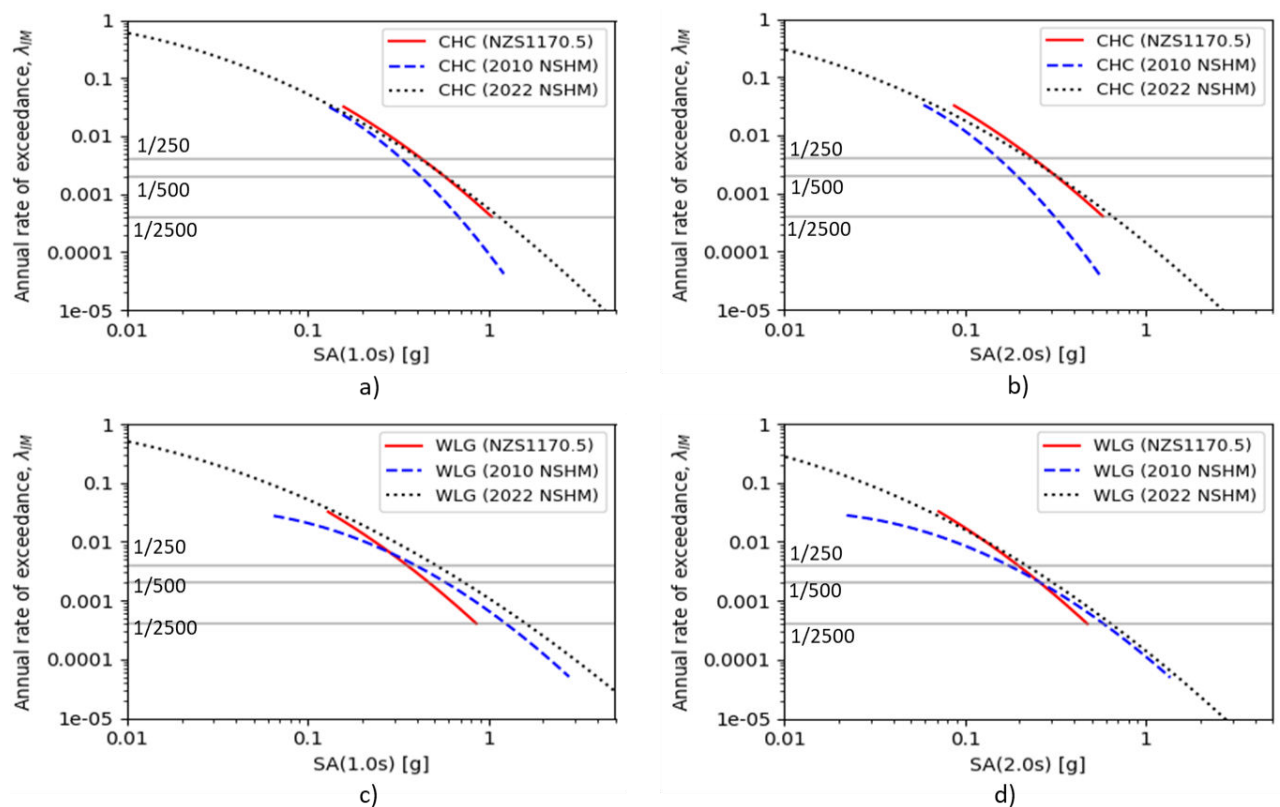 1
0.1
0.01
0.001
0.0001
1e-05
Annual rate of exceedance, λIM
1/250
1/500
1/2500
CHC (NZS1170.5)
CHC (2010 NSHM)
CHC (2022 NSHM)
0.01
0.1
1
SA(1.0s) [g]
a)
1
0.1
0.01
0.001
0.0001
1e-05
Annual rate of exceedance, λIM
1/250
1/500
1/2500
CHC (NZS1170.5)
CHC (2010 NSHM)
CHC (2022 NSHM)
0.01
0.1
1
SA(2.0s) [g]
b)
1
0.1
0.01
0.001
0.0001
1e-05
Annual rate of exceedance, λIM
1/250
1/500
1/2500
WLG (NZS1170.5)
WLG (2010 NSHM)
WLG (2022 NSHM)
0.01
0.1
1
SA(1.0s) [g]
c)
1
0.1
0.01
0.001
0.0001
1e-05
Annual rate of exceedance, λIM
1/250
1/500
1/2500
WLG (NZS1170.5)
WLG (2010 NSHM)
WLG (2022 NSHM)
0.01
0.1
1
SA(2.0s) [g]
d)